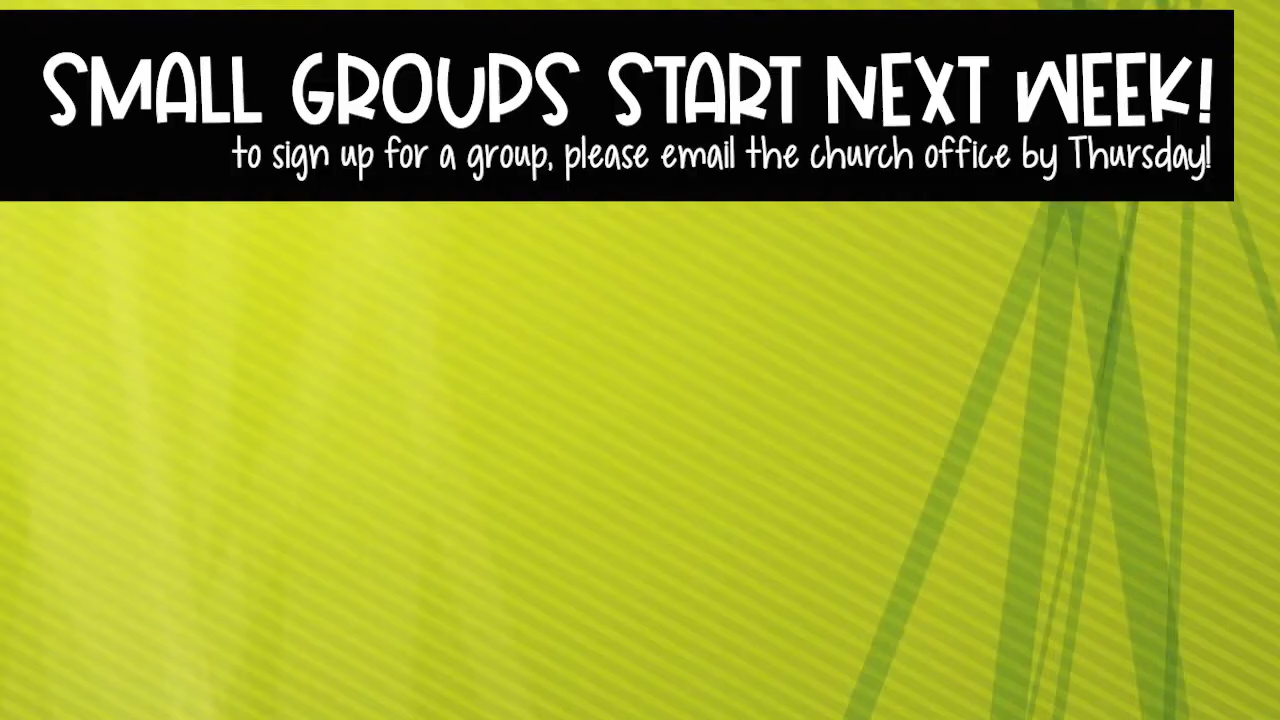 SMALL GROUPS START NEXT WEEK!
to sign up for a group, please email the church office by Thursday!